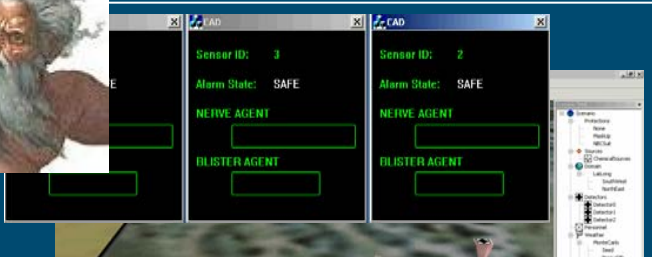 CAD
CAD
Sensor ID: 3
Sensor ID: 2
E
Alarm State: SAFE
Alarm State: SAFE
NERVE AGENT
NERVE AGENT
BLISTER AGENT
BLISTER AGENT
Scenario
Protections
None
MaskUp
NBCSuit
Sources
ChemicalSources
Domain
LatLong
SouthWest
NorthEast
Detectors
Detector0
Detector1
Detector2
Personnel
Weather
MonteCarlo
Seed